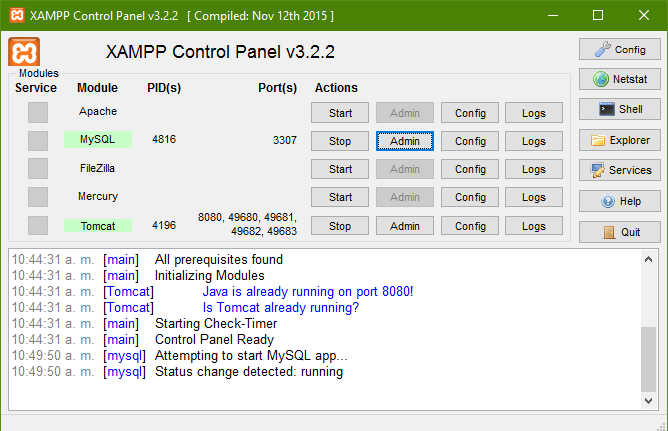 XAMPP Control Panel v3.2.2 [ Compiled: Nov 12th 2015 ]
XAMPP Control Panel v3.2.2
Config
Modules
Service Module PID(s) Port(s) Actions
Netstat
Apache Start Admin Config Logs
Shell
MySQL 4816 3307 Stop Admin Config Logs
Explorer
FileZilla Start Admin Config Logs
Services
Mercury Start Admin Config Logs
Help
Tomcat 4196 8080, 49680, 49681, Stop Admin Config Logs
49682, 49683
Quit
10:44:31 a. m. [main] All prerequisites found
10:44:31 a. m. [main] Initializing Modules
10:44:31 a. m. [Tomcat] Java is already running on port 8080!
10:44:31 a. m. [Tomcat] Is Tomcat already running?
10:44:31 a. m. [main] Starting Check-Timer
10:44:31 a. m. [main] Control Panel Ready
10:49:50 a. m. [mysql] Attempting to start MySQL app...
10:49:50 a. m. [mysql] Status change detected: running